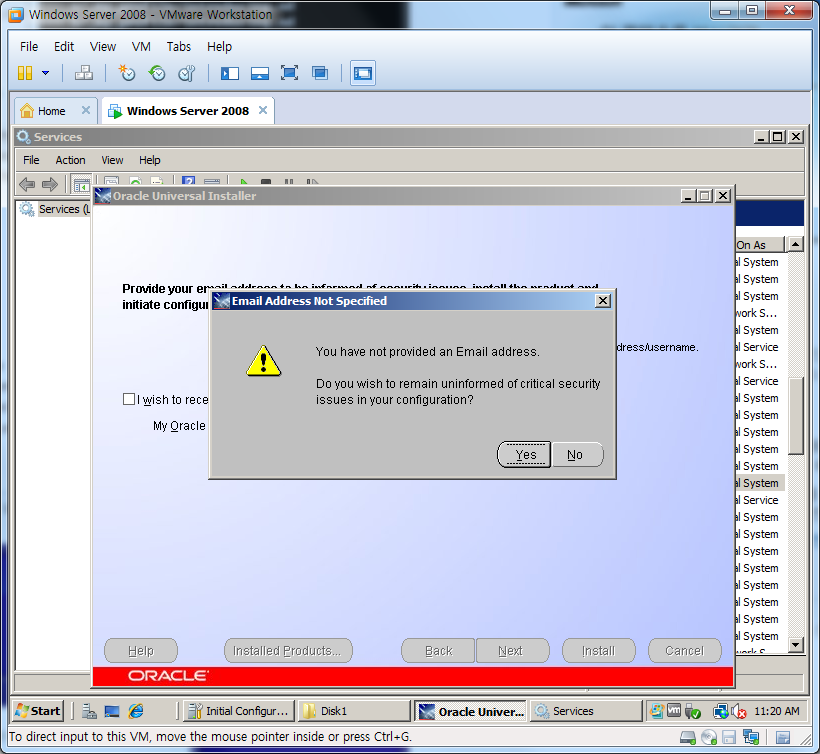 Windows Server 2008 - VMware Workstation
File Edit View VM Tabs Help
Home Windows Server 2008
Services
File Action View Help
Oracle Universal Installer
Services (L
On As
al System
al System
al System
work S...
al System
al Service
work S...
al Service
al System
al System
al System
al System
al System
al System
al Service
al System
al System
al System
al System
al System
al System
al System
al System
Provide your email address to be informed of security issues, install the product and
initiate configur
dress/username.
I wish to rece
My Oracle
Email Address Not Specified
You have not provided an Email address.
Do you wish to remain uninformed of critical security
issues in your configuration?
Yes No
Help Installed Products... Back Next Install Cancel
ORACLE
Start Initial Configur... Disk1 Oracle Univer... Services 11:20 AM
To direct input to this VM, move the mouse pointer inside or press Ctrl+G.